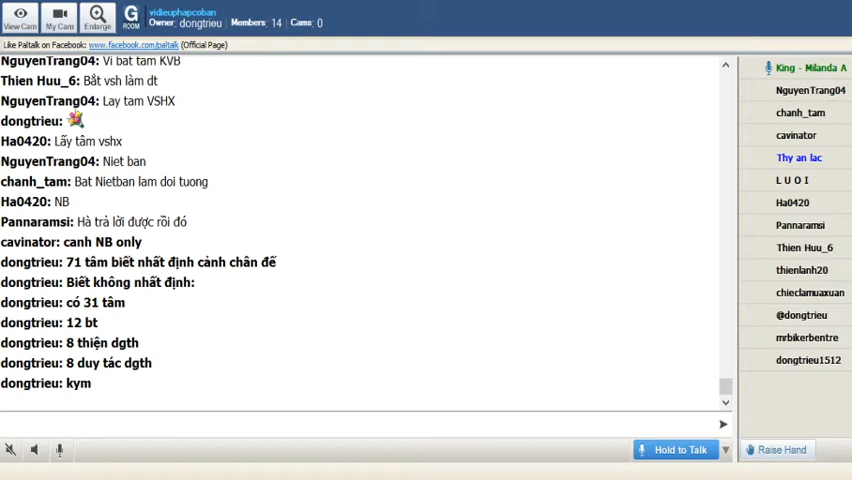 vidieuphapcoban
Owner: dongtrieu Members: 14 Cams: 0
View Cam
My Cam
Enlarge
G
ROOM
Like Paltalk on Facebook: www.facebook.com/paltalk (Official Page)
NguyenTrang04: Vi bat tam KVB
Thien Huu_6: Bắt vsh làm dt
NguyenTrang04: Lay tam VSHX
dongtrieu:
Ha0420: Lấy tâm vshx
NguyenTrang04: Niet ban
chanh_tam: Bat Nietban lam doi tuong
Ha0420: NB
Pannaramsi: Hà trả lời được rồi đó
cavinator: canh NB only
dongtrieu: 71 tâm biết nhất định cảnh chân đế
dongtrieu: Biết không nhất định:
dongtrieu: có 31 tâm
dongtrieu: 12 bt
dongtrieu: 8 thiện dgth
dongtrieu: 8 duy tác dgth
dongtrieu: kym
Hold to Talk
King - Milanda A
NguyenTrang04
chanh_tam
cavinator
Thy an lac
L U O I
Ha0420
Pannaramsi
Thien Huu_6
thienlanh20
chieclamuaxuan
@dongtrieu
mrbikerbentre
dongtrieu1512
Raise Hand